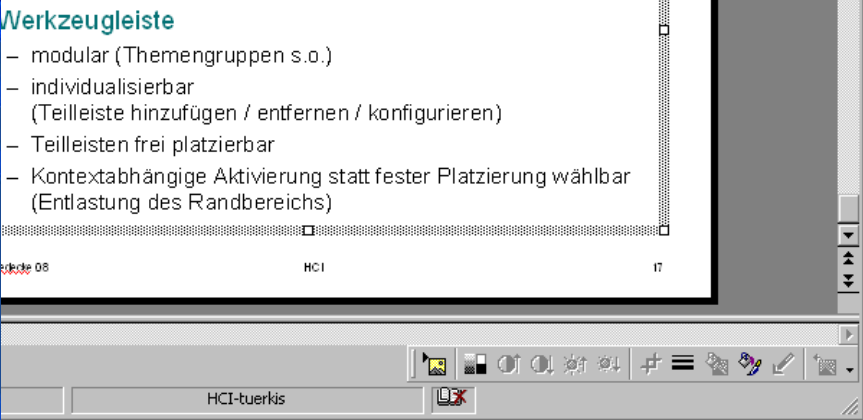 Werkzeugleiste
– modular (Themengruppen s.o.)
– individualisierbar
(Teilleiste hinzufügen / entfernen / konfigurieren)
– Teilleisten frei platzierbar
– Kontextabhängige Aktivierung statt fester Platzierung wählbar
(Entlastung des Randbereichs)
08 HCI 17
HCI-tuerkis